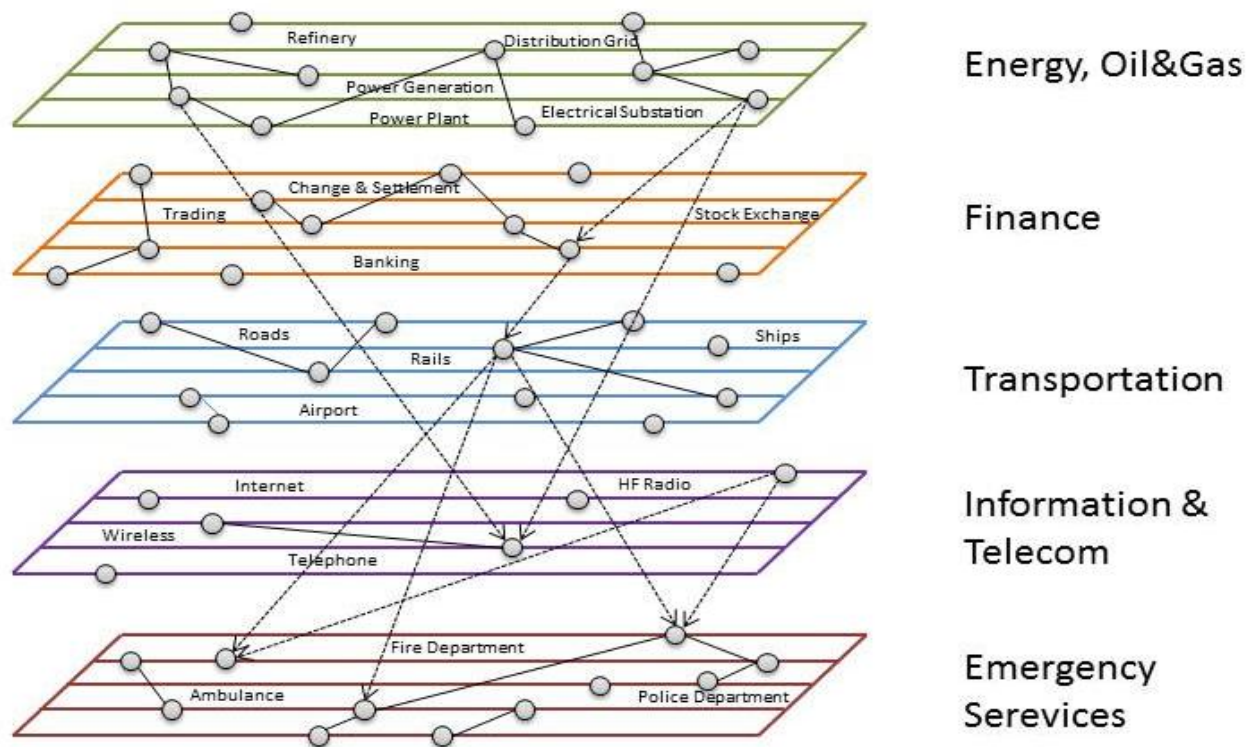 Refinery
Distribution Grid
Power Generation
Electrical Substation
Power Plant
Energy, Oil&Gas
Change & Settlement
Trading
Stock Exchange
Banking
Finance
Roads
Ships
Rails
Airport
Transportation
Internet
HF Radio
Wireless
Telephone
Information &
Telecom
Fire Department
Ambulance
Police Department
Emergency
Serevices